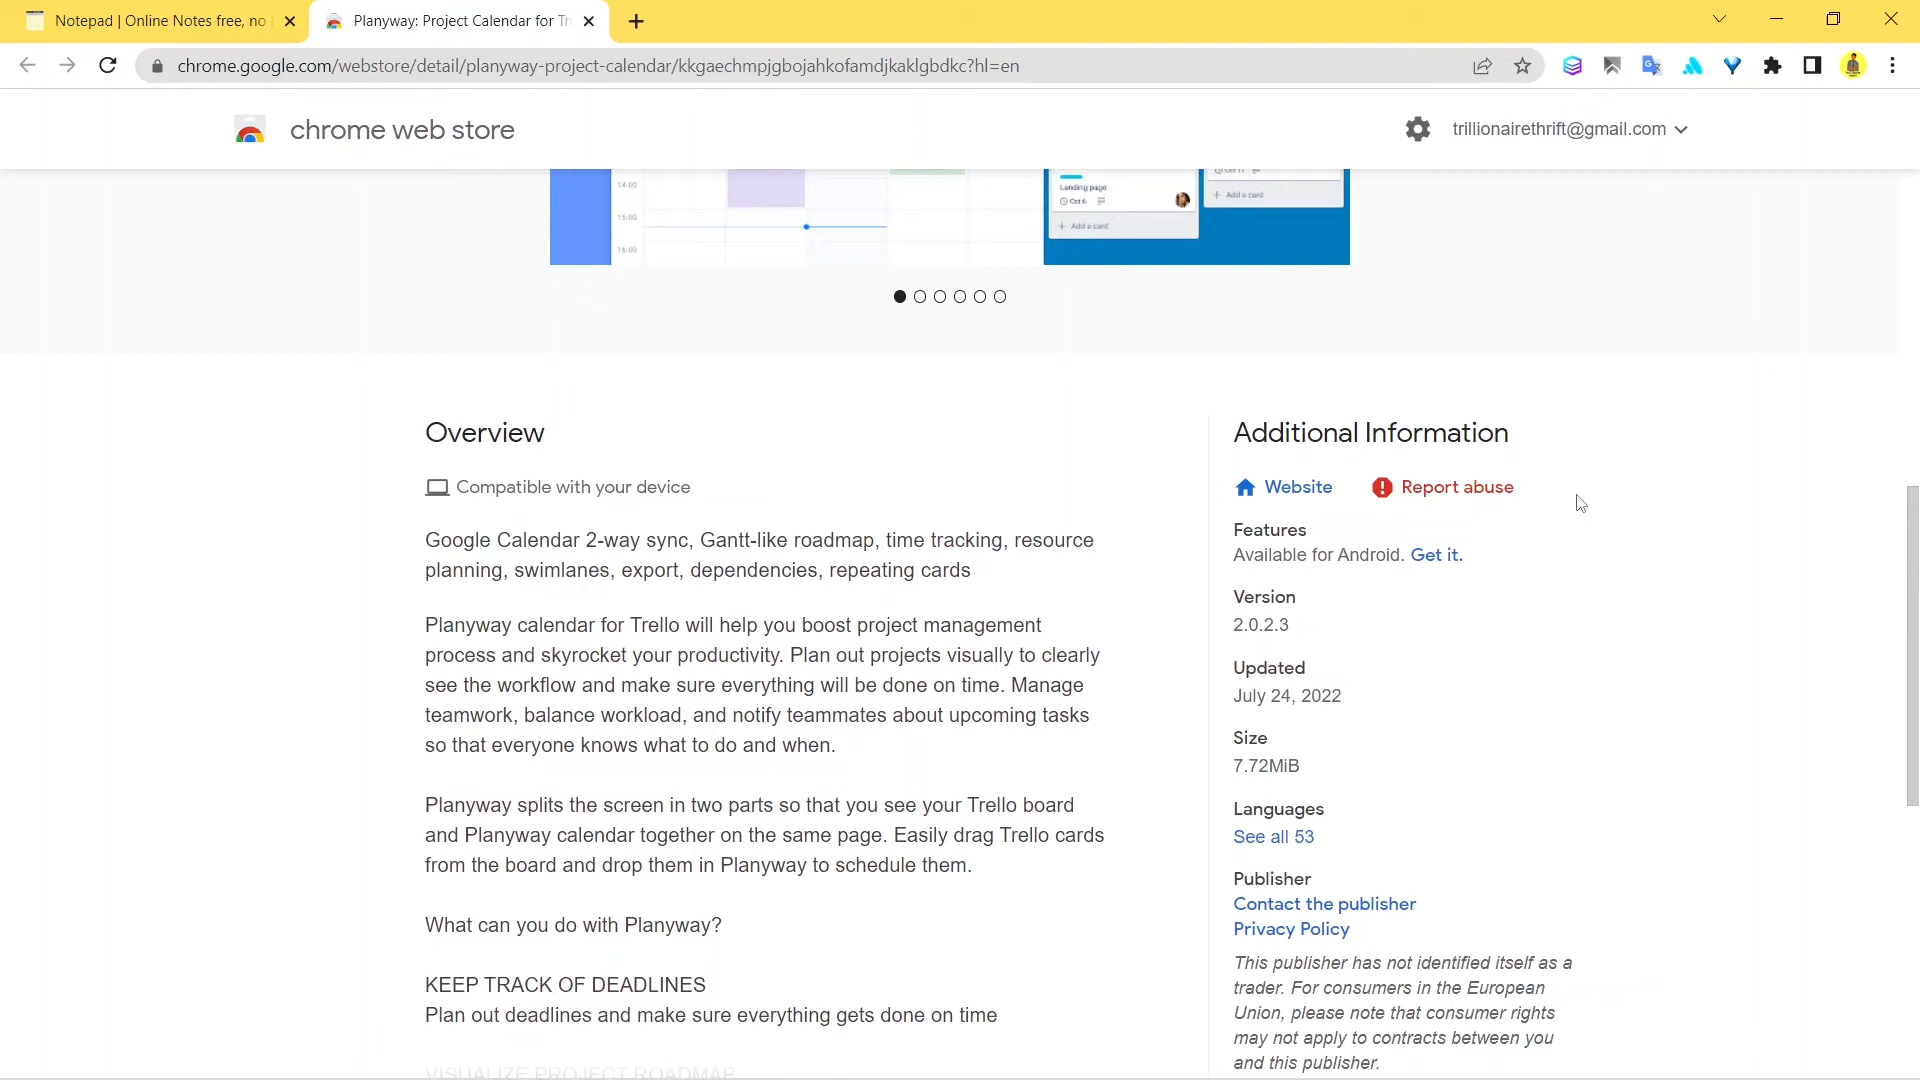 Notepad | Online Notes free, no
Planyway: Project Calendar for Tr
chrome.google.com/webstore/detail/planyway-project-calendar/kkgaechmpjgbojahkofamdjkaklgbdkc?hl=en
chrome web store
trillionairethrift@gmail.com
14:00
15:00
16:00
Landing page
Oct 6
+ Add a card
+ Add a card
Overview
Compatible with your device
Google Calendar 2-way sync, Gantt-like roadmap, time tracking, resource
planning, swimlanes, export, dependencies, repeating cards
Planyway calendar for Trello will help you boost project management
process and skyrocket your productivity. Plan out projects visually to clearly
see the workflow and make sure everything will be done on time. Manage
teamwork, balance workload, and notify teammates about upcoming tasks
so that everyone knows what to do and when.
Planyway splits the screen in two parts so that you see your Trello board
and Planyway calendar together on the same page. Easily drag Trello cards
from the board and drop them in Planyway to schedule them.
What can you do with Planyway?
KEEP TRACK OF DEADLINES
Plan out deadlines and make sure everything gets done on time
VISUALIZE PROJECT ROADMAP
Additional Information
Website
Report abuse
Features
Available for Android. Get it.
Version
2.0.2.3
Updated
July 24, 2022
Size
7.72MiB
Languages
See all 53
Publisher
Contact the publisher
Privacy Policy
This publisher has not identified itself as a
trader. For consumers in the European
Union, please note that consumer rights
may not apply to contracts between you
and this publisher.